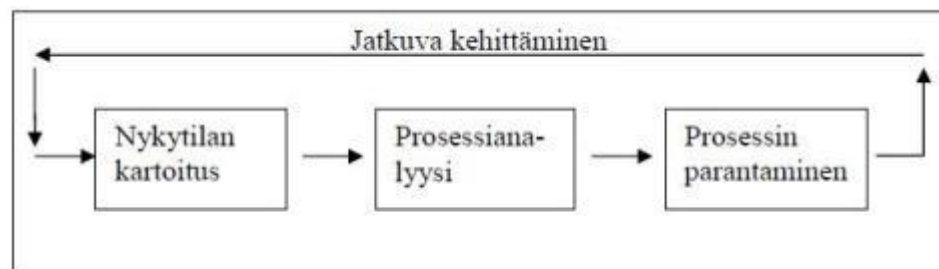 Jatkuva kehittäminen
Nykytilan
kartoitus
Prosessiana-
lyysi
Prosessin
parantaminen